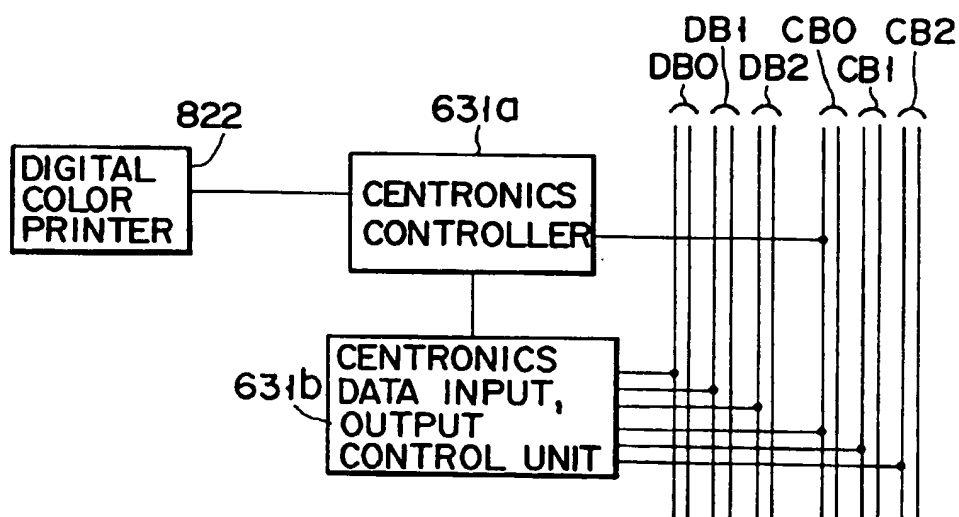 DB1 CB0 CB2
DB0 DB2 CB1
822
631a
DIGITAL
COLOR
PRINTER
CENTRONICS
CONTROLLER
631b
CENTRONICS
DATA INPUT,
OUTPUT
CONTROL UNIT